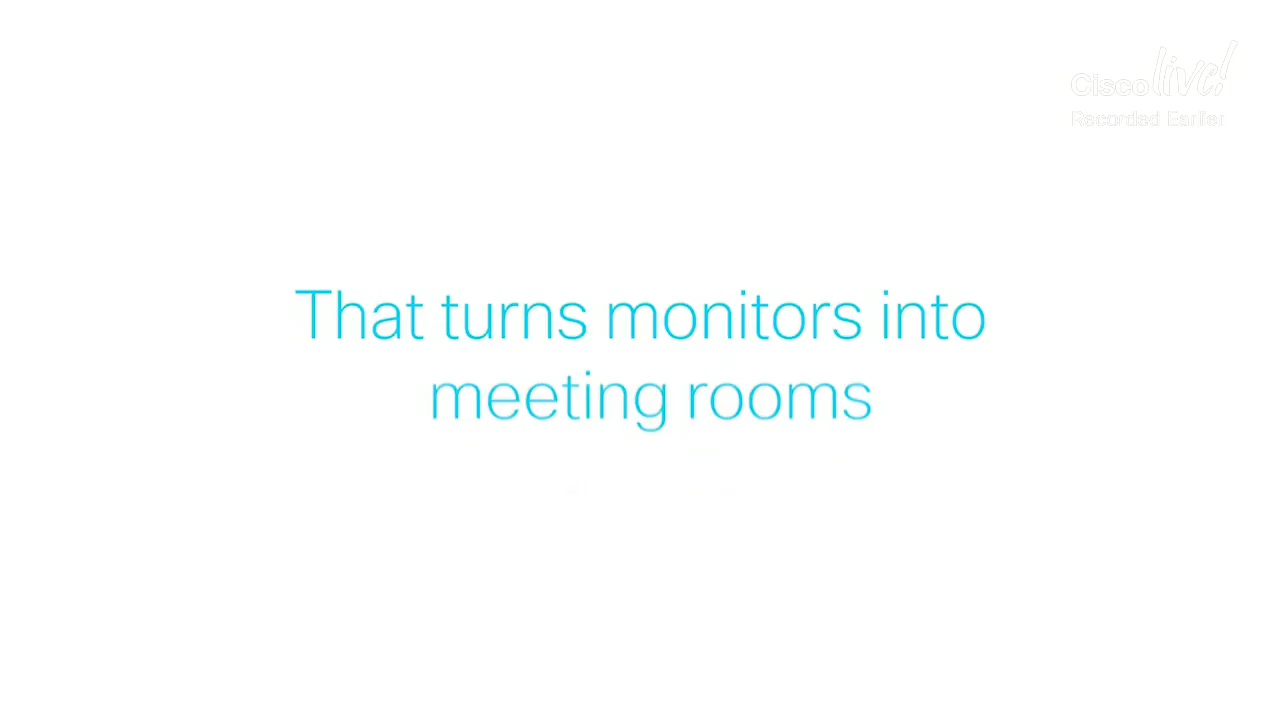 Cisco live!
Recorded Earlier
That turns monitors into
meeting rooms